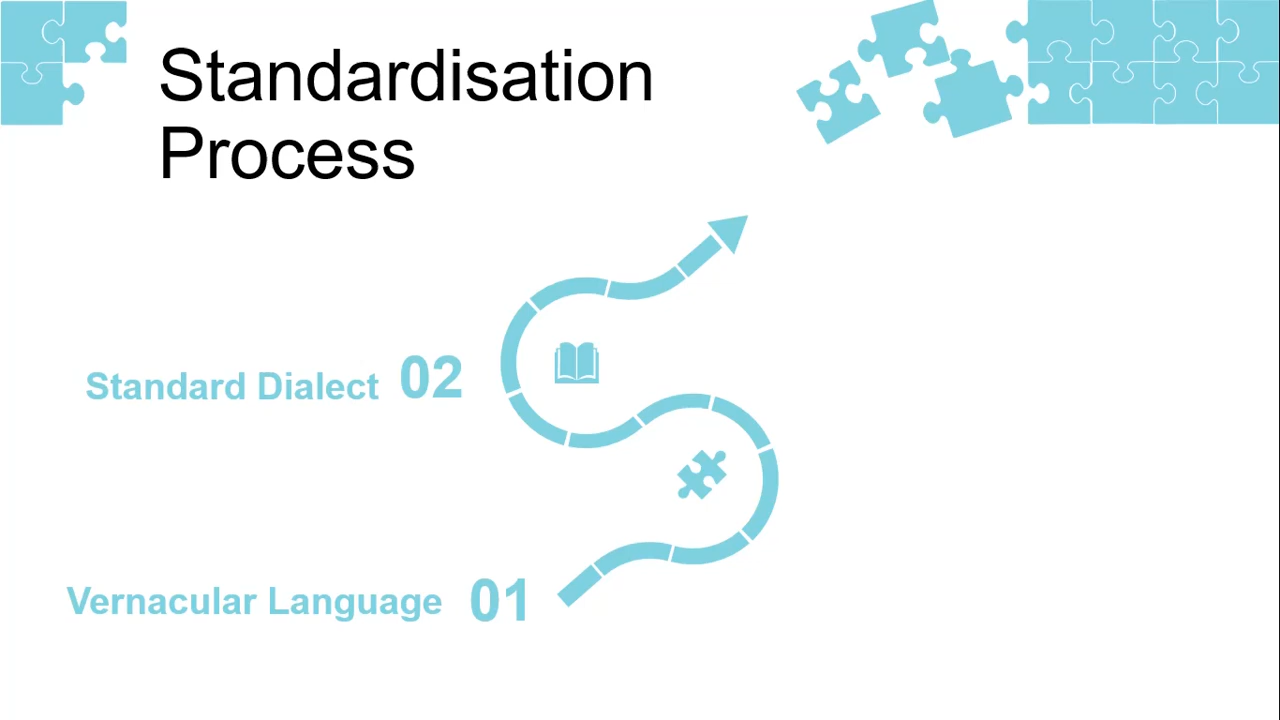 Standardisation
Process
Standard Dialect 02
Vernacular Language 01